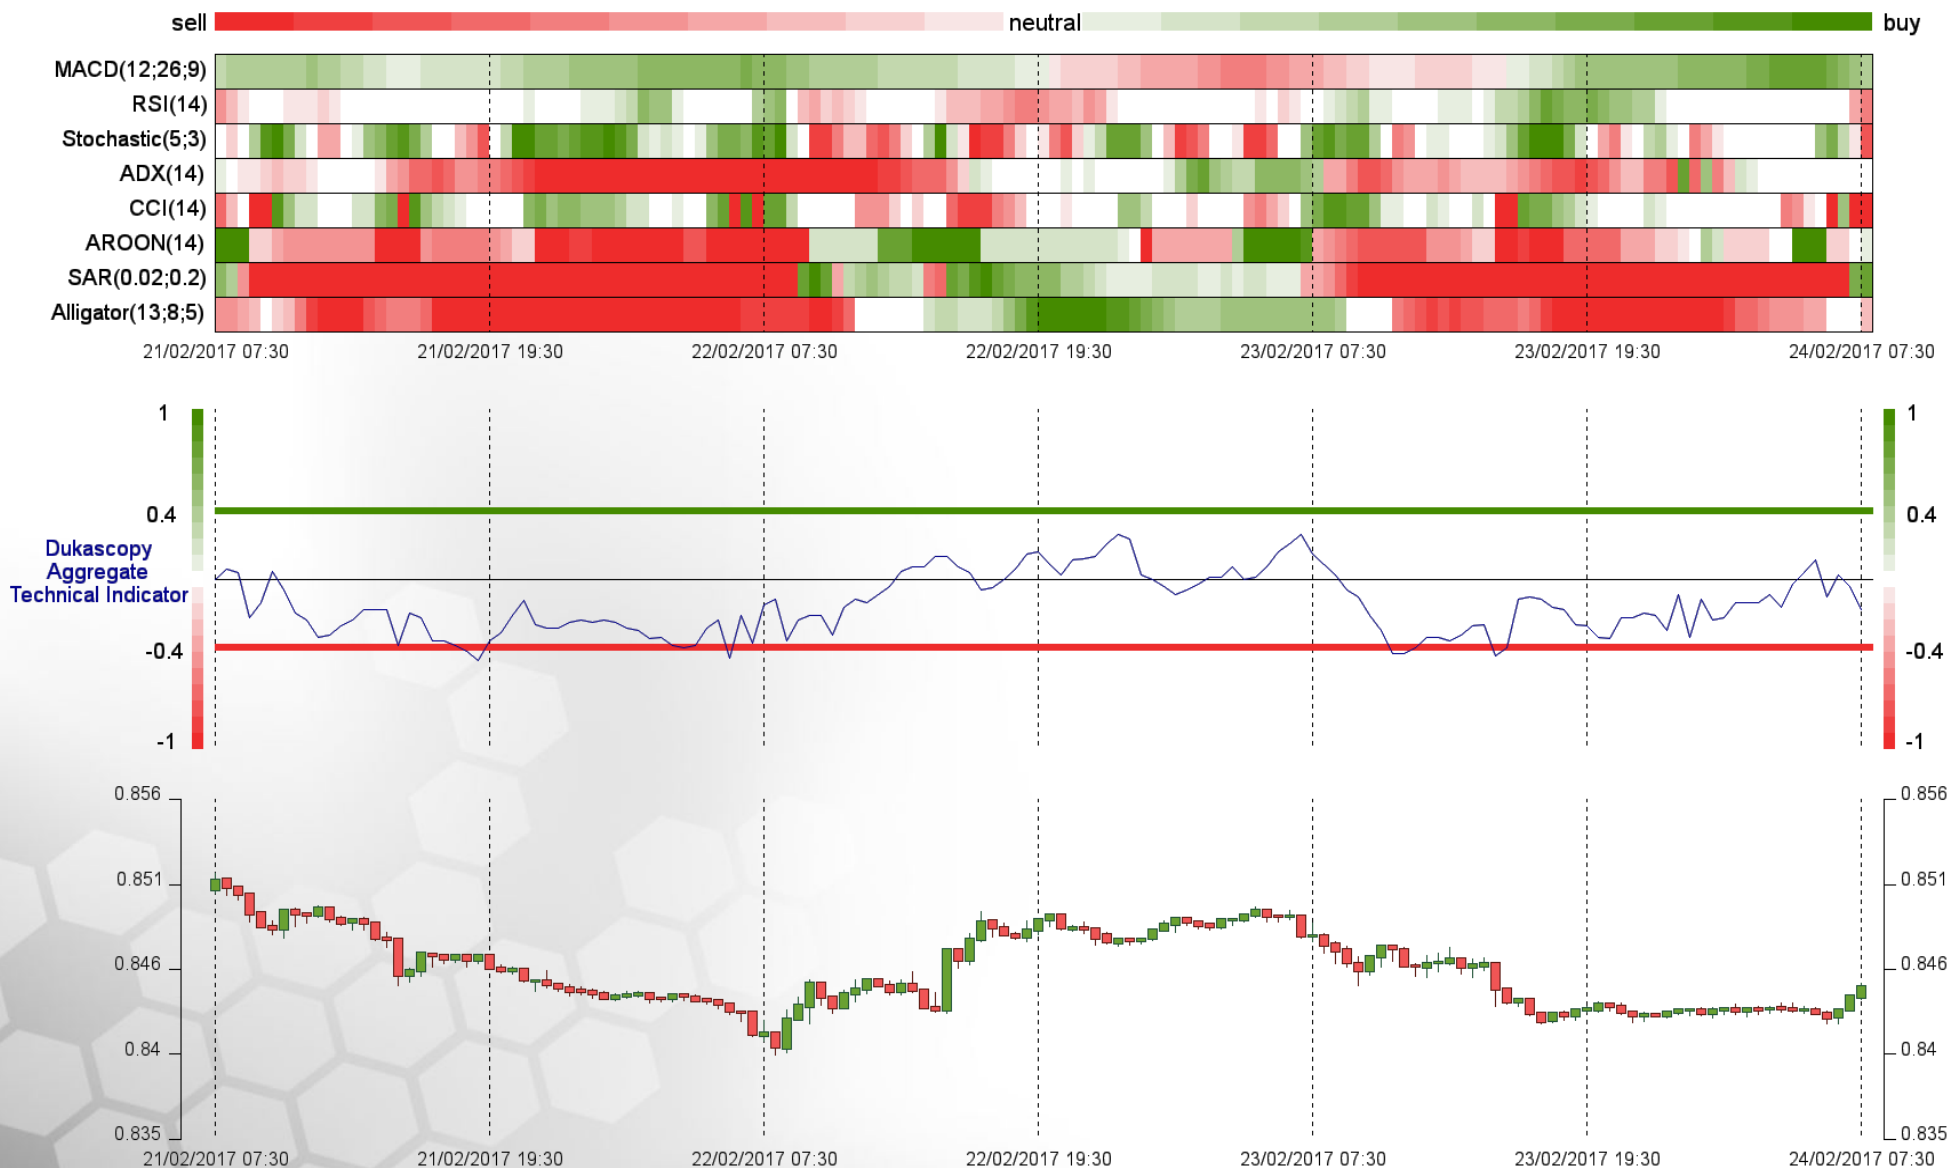 sell neutral buy
MACD(12;26;9)
RSI(14)
Stochastic(5;3)
ADX(14)
CCI(14)
AROON(14)
SAR(0.02;0.2)
Alligator(13;8;5)
21/02/2017 07:30 21/02/2017 19:30 22/02/2017 07:30 22/02/2017 19:30 23/02/2017 07:30 23/02/2017 19:30 24/02/2017 07:30
1 1
0.4 0.4
Dukascopy
Aggregate
Technical Indicator
-0.4 -0.4
-1 -1
0.856 0.856
0.851 0.851
0.846 0.846
0.84 0.84
0.835 0.835
21/02/2017 07:30 21/02/2017 19:30 22/02/2017 07:30 22/02/2017 19:30 23/02/2017 07:30 23/02/2017 19:30 24/02/2017 07:30